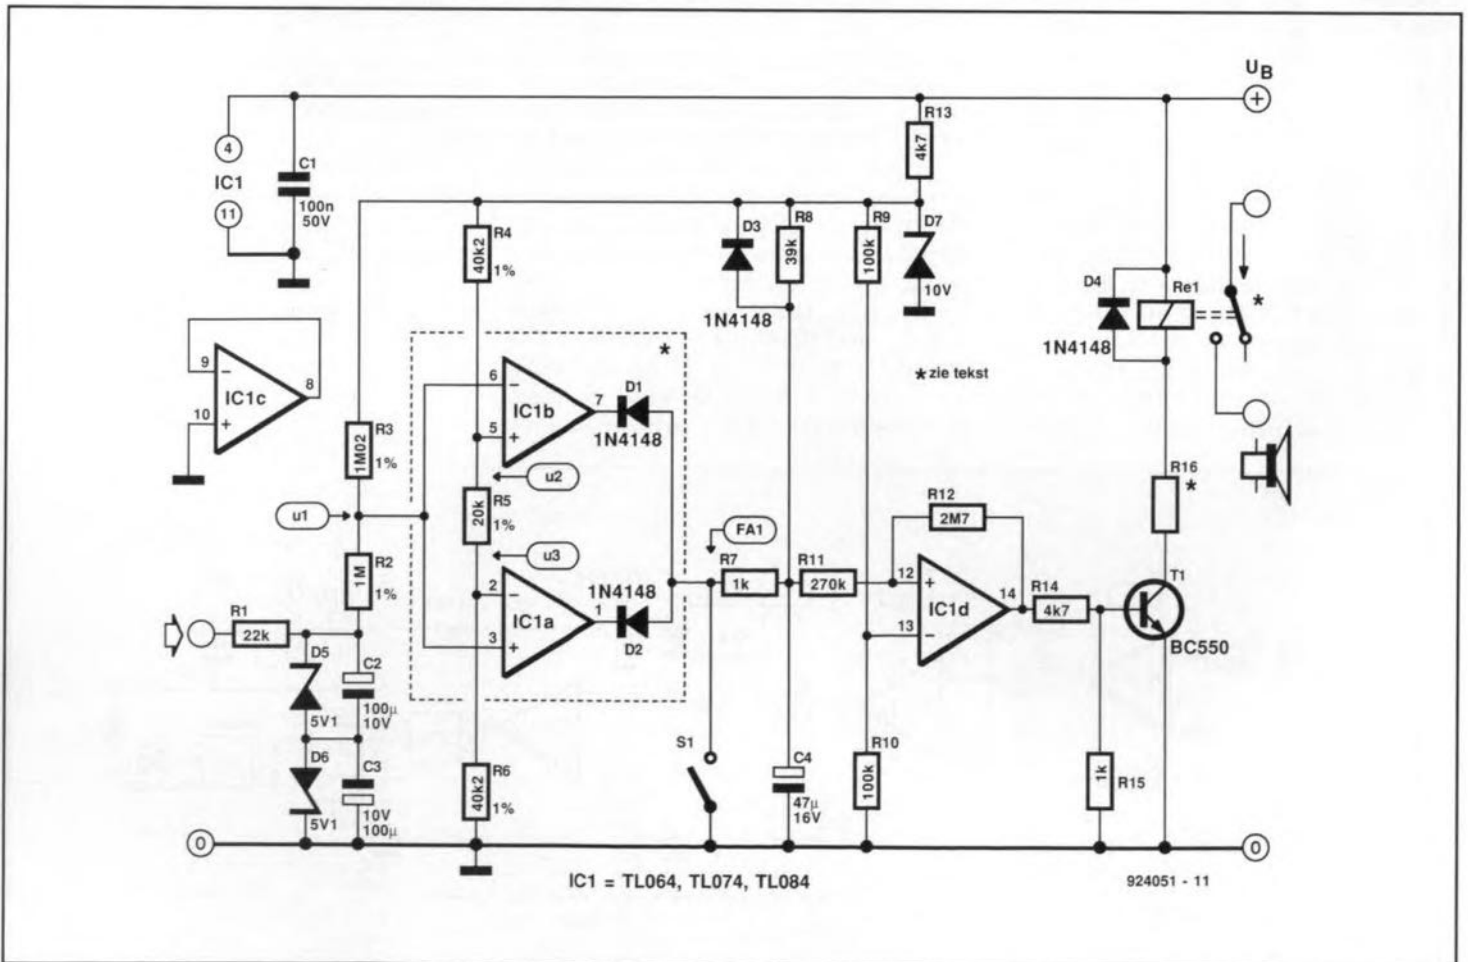 UB
+
R13
4k7
4
IC1
11
C1
100n
50V
R4
40k2
1%
D3
1N4148
R8
39k
R9
100k
D7
10V
D4
1N4148
Re1
*
* zie tekst
9
-
10
+
IC1c
8
R3
1M02
1%
*
6
-
5
+
IC1b
7
D1
1N4148
u1
u2
R5
20k
1%
u3
R2
1M
1%
FA1
R7
1k
R11
270k
R12
2M7
R16
*
2
-
3
+
IC1a
1
1N4148
D2
12
+
13
-
IC1d
14
R14
4k7
T1
BC550
R1
22k
D5
5V1
C2
100µ
10V
D6
5V1
C3
10V
100µ
R6
40k2
1%
S1
C4
47µ
16V
R10
100k
1k
R15
0
0
IC1 = TL064, TL074, TL084
924051 - 11